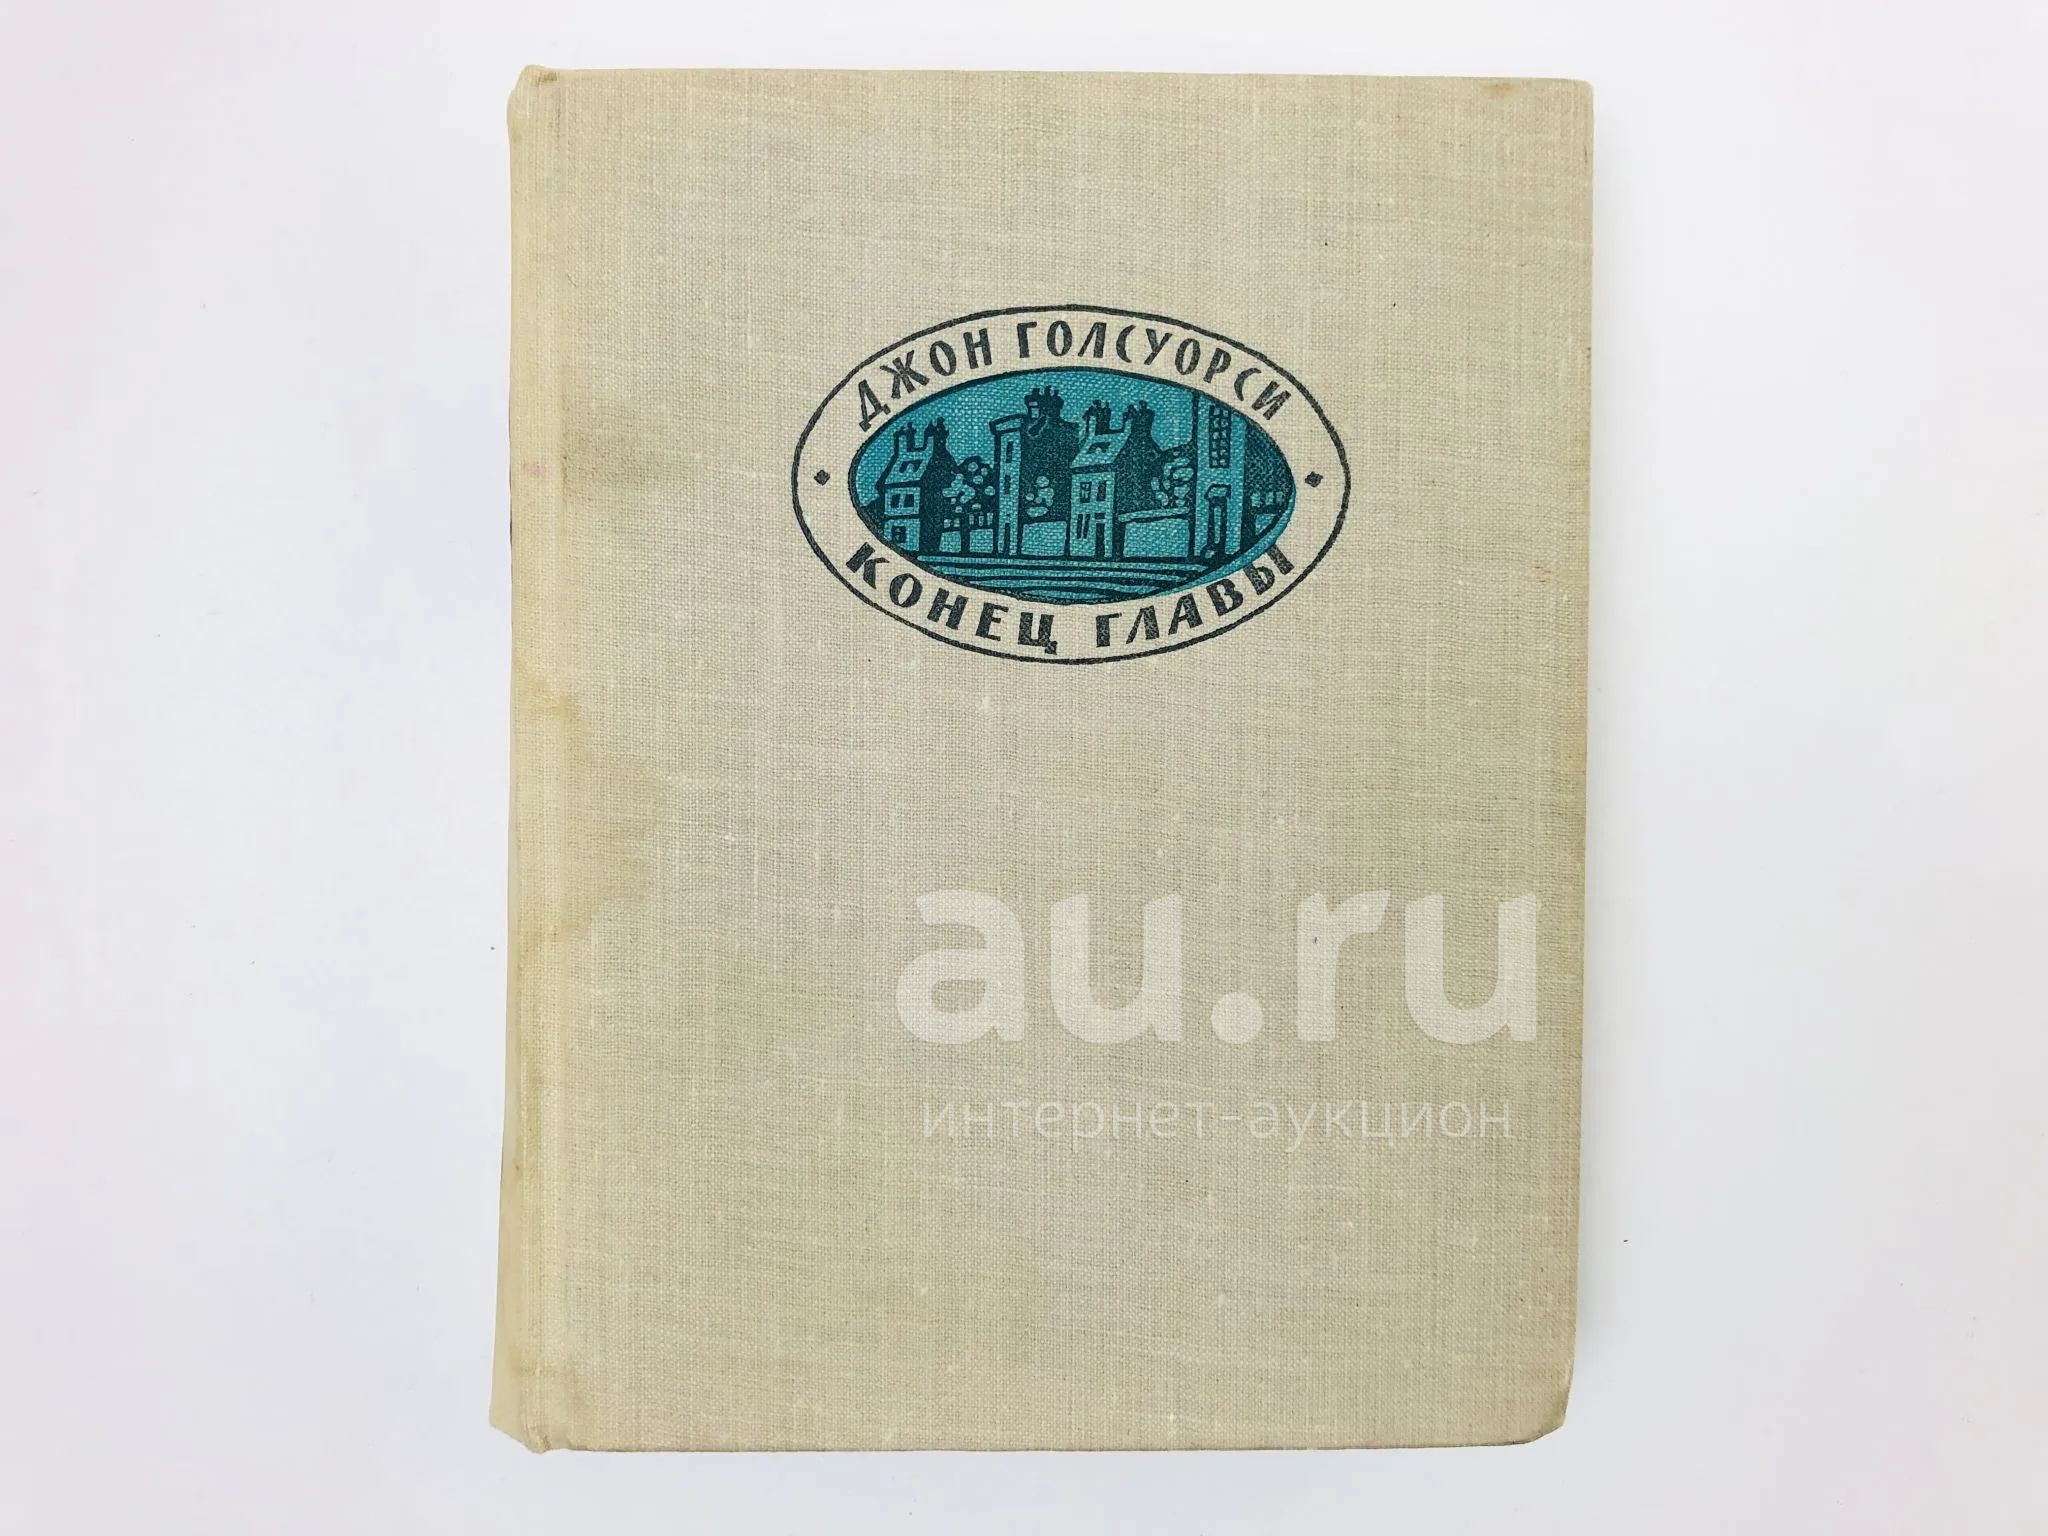 ДЖОН ГОЛСУОРСИ
КОНЕЦ ГЛАВЫ
au.ru
интернет-аукцион